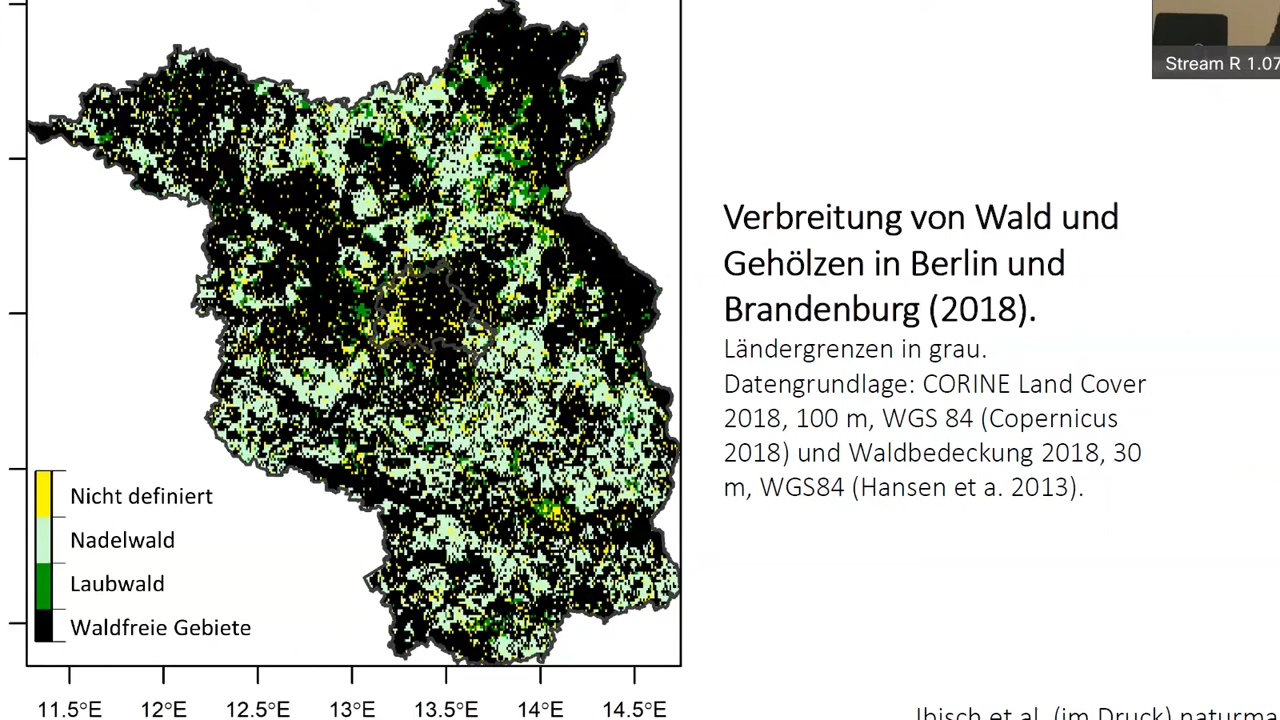 Stream R 1.07
Verbreitung von Wald und
Gehölzen in Berlin und
Brandenburg (2018).
Ländergrenzen in grau.
Datengrundlage: CORINE Land Cover
2018, 100 m, WGS 84 (Copernicus
2018) und Waldbedeckung 2018, 30
m, WGS84 (Hansen et a. 2013).
Nicht definiert
Nadelwald
Laubwald
Waldfreie Gebiete
11.5°E 12°E 12.5°E 13°E 13.5°E 14°E 14.5°E
Ibisch et al. (im Druck) naturma